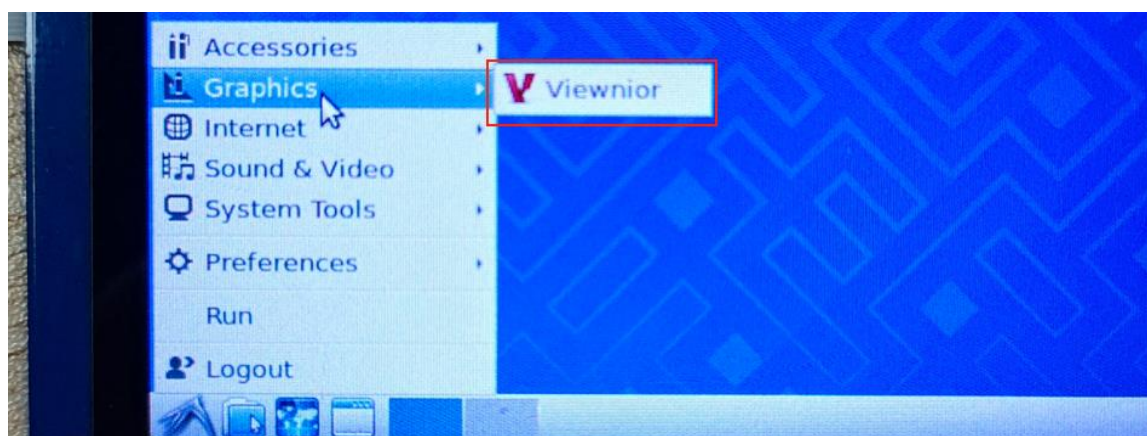 Accessories
Graphics
Viewnior
Internet
Sound & Video
System Tools
Preferences
Run
Logout